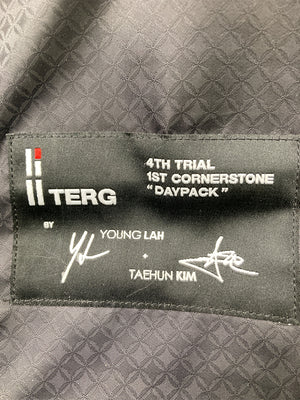 TERG
4TH TRIAL
1ST CORNERSTONE
"DAYPACK"
BY
YOUNG LAH
TAEHUN KIM